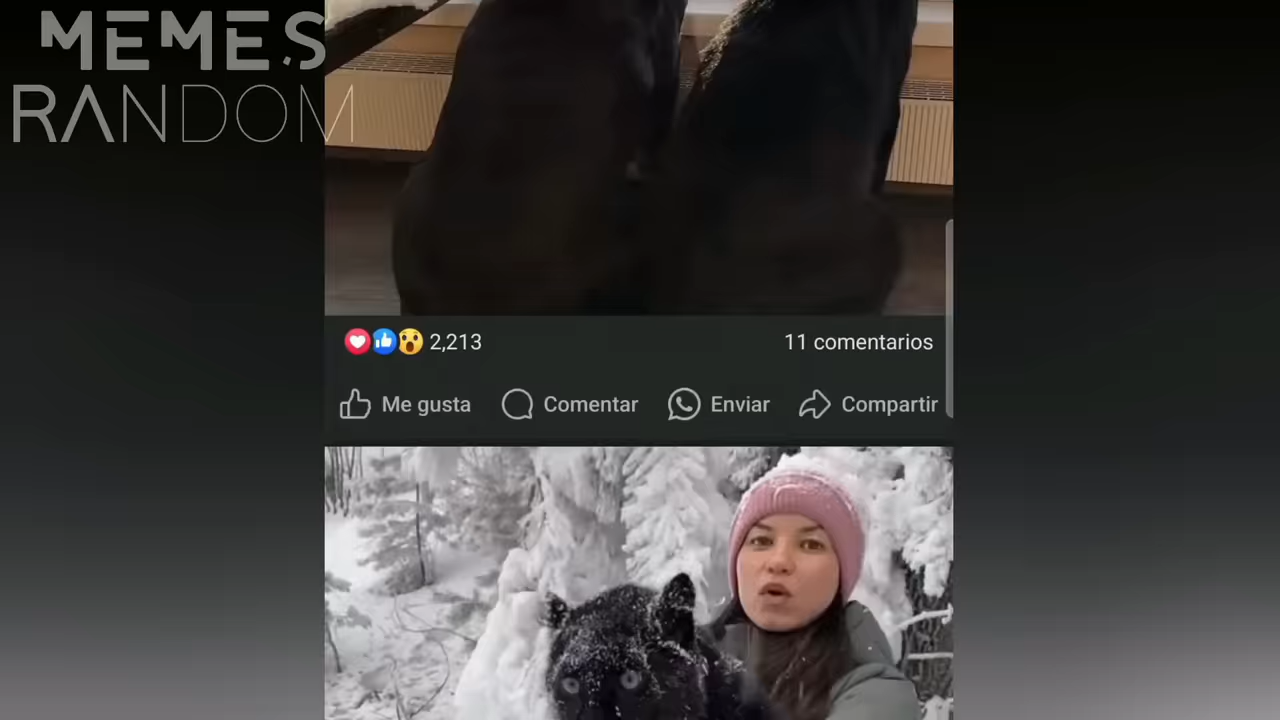 MEMES
RANDOM
2,213
11 comentarios
Me gusta
Comentar
Enviar
Compartir